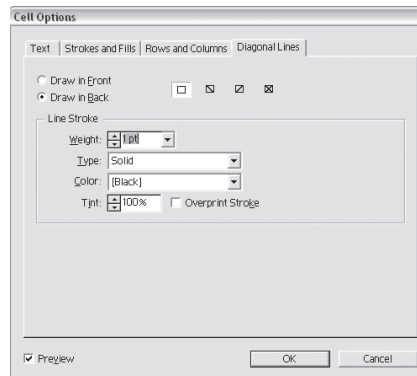 Cell Options
Text Strokes and Fills Rows and Columns Diagonal Lines
Draw in Front
Draw in Back
Line Stroke
Weight: 1 pt
Type: Solid
Color: [Black]
Tint: 100% Overprint Stroke
Preview OK Cancel